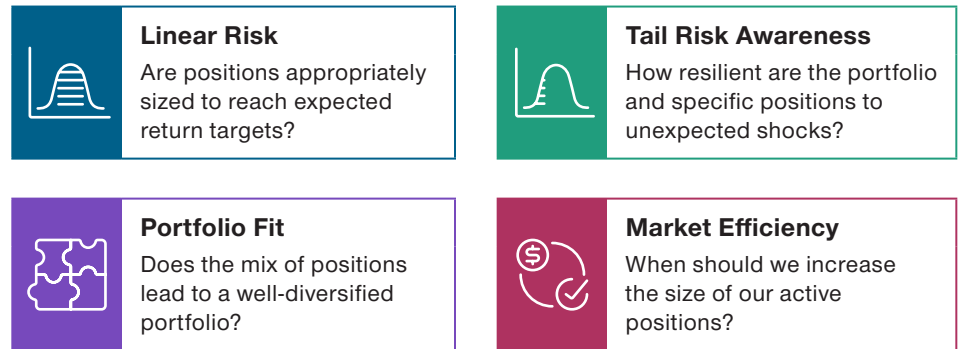 Linear Risk
Are positions appropriately
sized to reach expected
return targets?
Tail Risk Awareness
How resilient are the portfolio
and specific positions to
unexpected shocks?
Portfolio Fit
Does the mix of positions
lead to a well-diversified
portfolio?
Market Efficiency
When should we increase
the size of our active
positions?
$